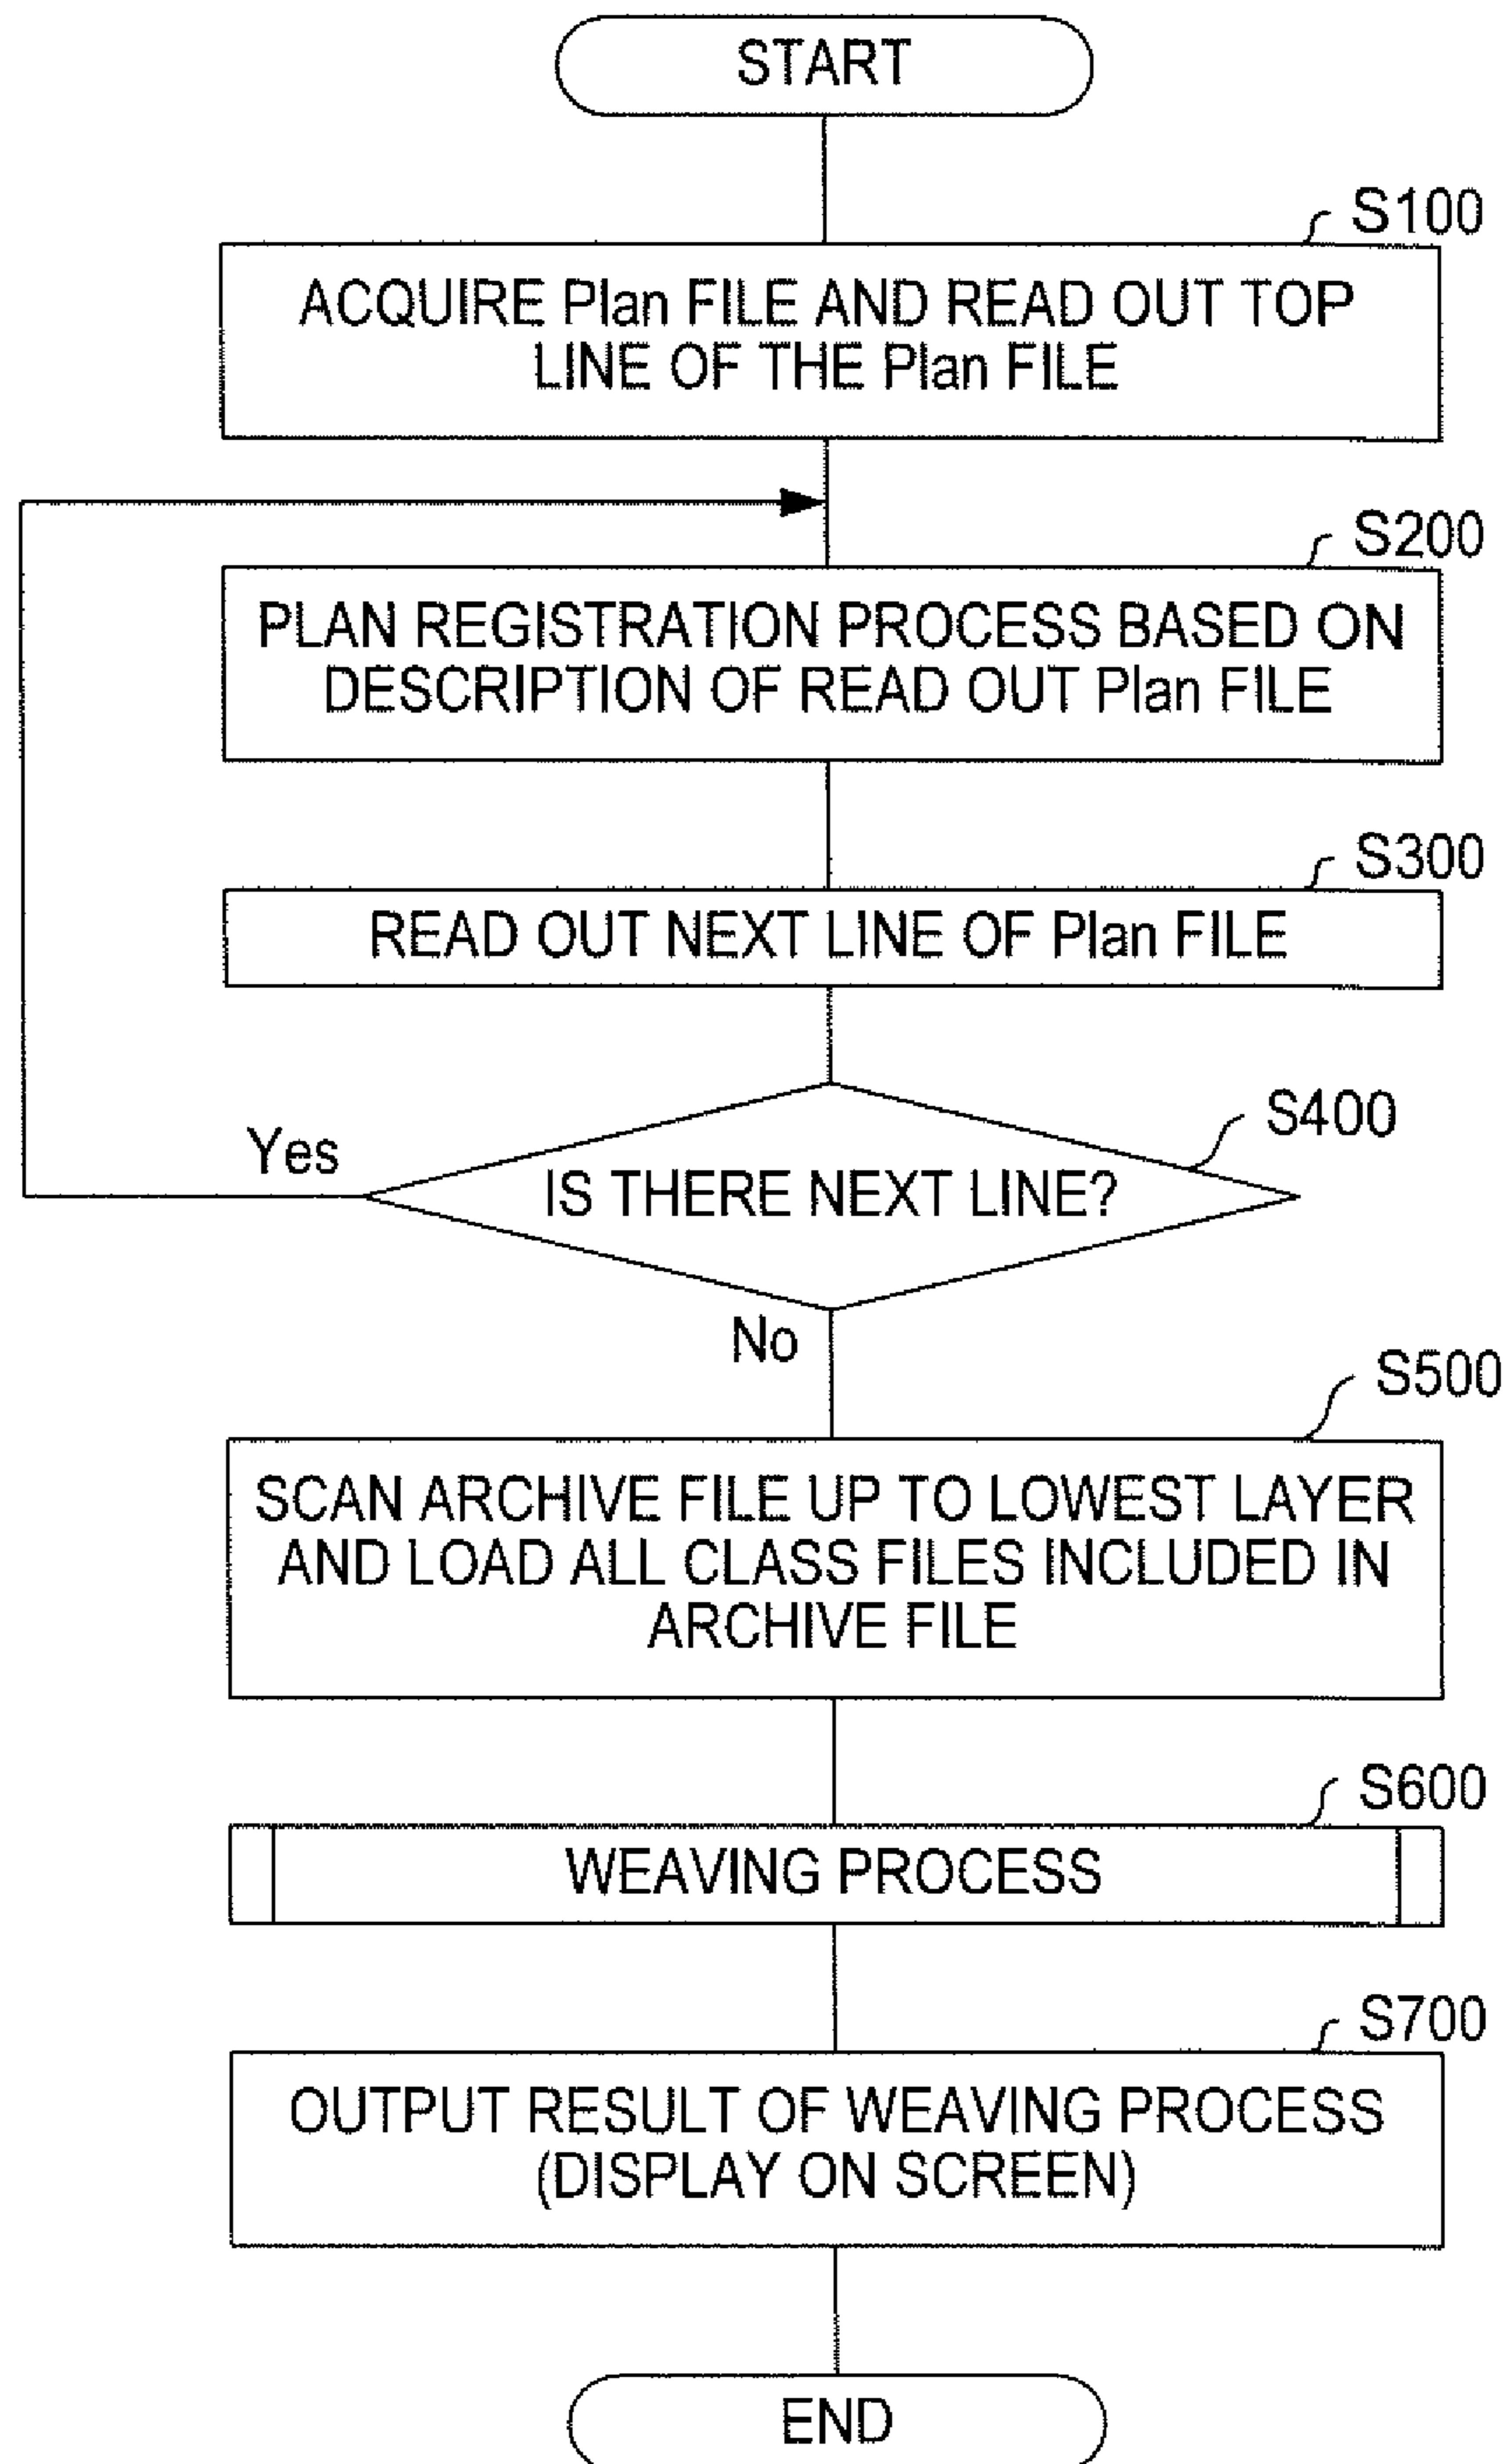 START
S100
ACQUIRE Plan FILE AND READ OUT TOP
LINE OF THE Plan FILE
S200
PLAN REGISTRATION PROCESS BASED ON
DESCRIPTION OF READ OUT Plan FILE
S300
READ OUT NEXT LINE OF Plan FILE
S400
Yes
IS THERE NEXT LINE?
No
S500
SCAN ARCHIVE FILE UP TO LOWEST LAYER
AND LOAD ALL CLASS FILES INCLUDED IN
ARCHIVE FILE
S600
WEAVING PROCESS
S700
OUTPUT RESULT OF WEAVING PROCESS
(DISPLAY ON SCREEN)
END